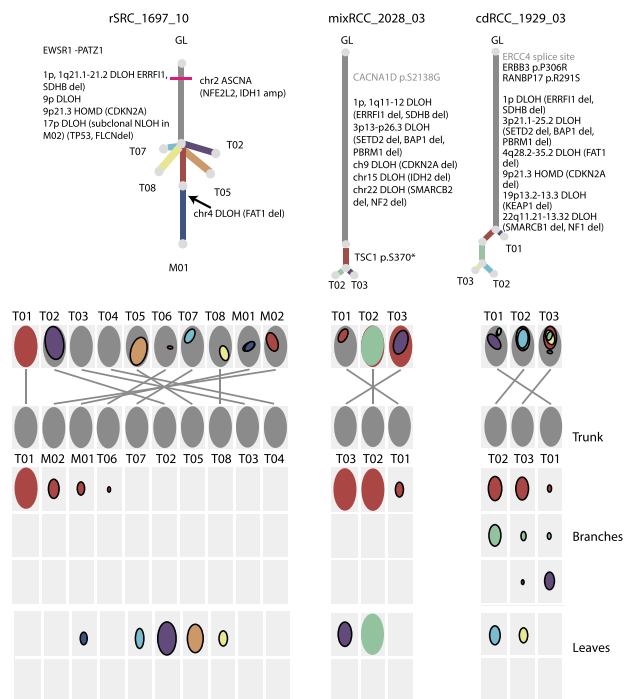 rSRC_1697_10
GL
EWSR1 -PATZ1
1p, 1q21.1-21.2 DLOH ERRFI1,
SDHB del)
9p DLOH
9p21.3 HOMD (CDKN2A)
17p DLOH (subclonal NLOH in
M02) (TP53, FLCNdel)
chr2 ASCNA
(NFE2L2, IDH1 amp)
T07
T02
T08
T05
chr4 DLOH (FAT1 del)
M01
mixRCC_2028_03
GL
CACNA1D p.S2138G
1p, 1q11-12 DLOH
(ERRFI1 del, SDHB del)
3p13-p26.3 DLOH
(SETD2 del, BAP1 del,
PBRM1 del)
ch9 DLOH (CDKN2A del)
chr15 DLOH (IDH2 del)
chr22 DLOH (SMARCB2
del, NF2 del)
TSC1 p.S370*
T02 T03
cdRCC_1929_03
GL
ERCC4 splice site
ERBB3 p.P306R
RANBP17 p.R291S
1p DLOH (ERRFI1 del,
SDHB del)
3p21.1-25.2 DLOH
(SETD2 del, BAP1 del,
PBRM1 del)
4q28.2-35.2 DLOH (FAT1
del)
9p21.3 HOMD (CDKN2A
del)
19p13.2-13.3 DLOH
(KEAP1 del)
22q11.21-13.32 DLOH
(SMARCB1 del, NF1 del)
T01
T03
T02
T01 T02 T03 T04 T05 T06 T07 T08 M01 M02
T01 T02 T03
T01 T02 T03
Trunk
T01 M02 M01 T06 T07 T02 T05 T08 T03 T04
T03 T02 T01
T02 T03 T01
Branches
Leaves